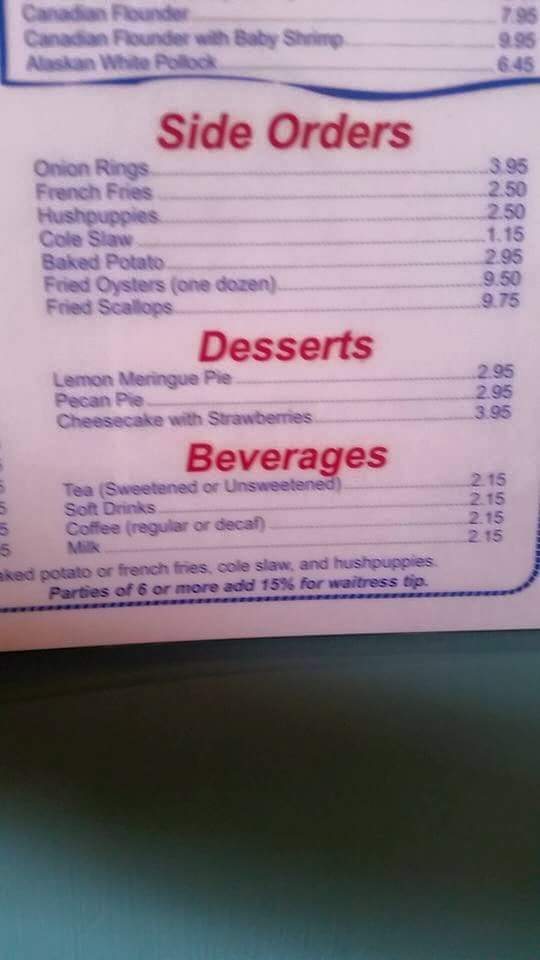 Canadian Flounder 7.95
Canadian Flounder with Baby Shrimp 9.95
Alaskan White Pollock 6.45
Side Orders
Onion Rings 3.95
French Fries 2.50
Hushpuppies 2.50
Cole Slaw 1.15
Baked Potato 2.95
Fried Oysters (one dozen) 9.50
Fried Scallops 9.75
Desserts
Lemon Meringue Pie 2.95
Pecan Pie 2.95
Cheesecake with Strawberries 3.95
Beverages
Tea (Sweetened or Unsweetened) 2.15
5 Soft Drinks 2.15
5 Coffee (regular or decaf) 2.15
5 Milk 2.15
aked potato or french fries, cole slaw, and hushpuppies.
Parties of 6 or more add 15% for waitress tip.